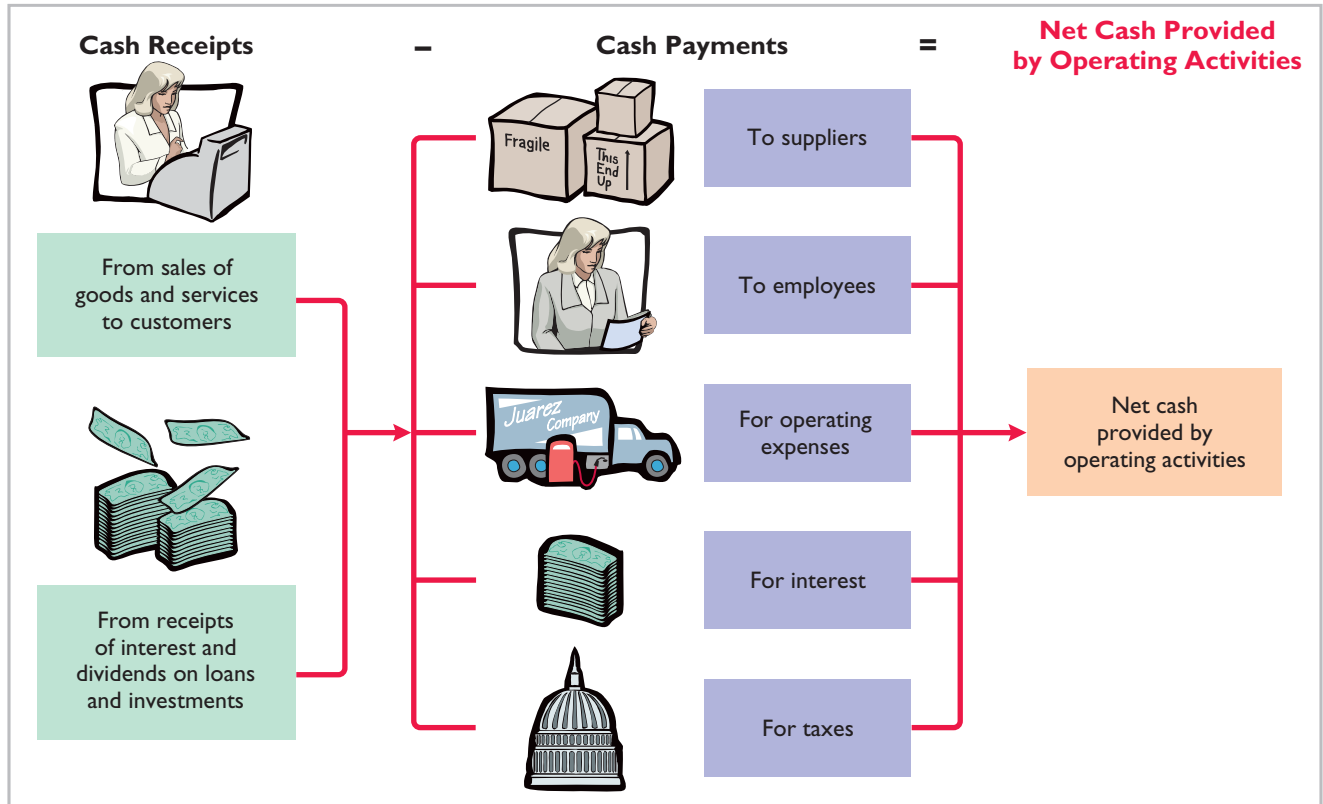 Cash Receipts
–
Cash Payments
=
Net Cash Provided
by Operating Activities
From sales of
goods and services
to customers
From receipts
of interest and
dividends on loans
and investments
Fragile
This
End
Up
To suppliers
To employees
Juarez
Company
For operating
expenses
For interest
For taxes
Net cash
provided by
operating activities